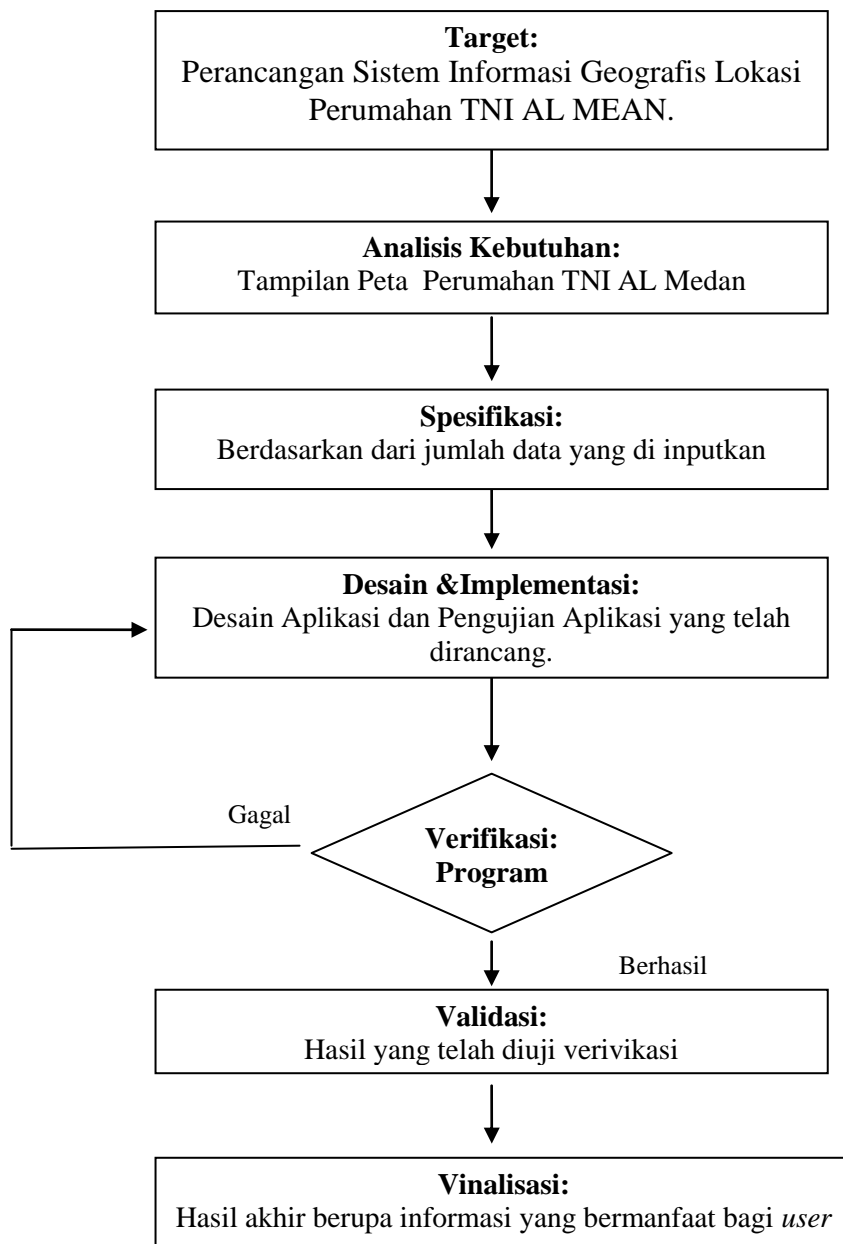 Target:
Perancangan Sistem Informasi Geografis Lokasi
Perumahan TNI AL MEAN.
Analisis Kebutuhan:
Tampilan Peta Perumahan TNI AL Medan
Spesifikasi:
Berdasarkan dari jumlah data yang di inputkan
Desain &Implementasi:
Desain Aplikasi dan Pengujian Aplikasi yang telah
dirancang.
Gagal
Verifikasi:
Program
Berhasil
Validasi:
Hasil yang telah diuji verivikasi
Vinalisasi:
Hasil akhir berupa informasi yang bermanfaat bagi user